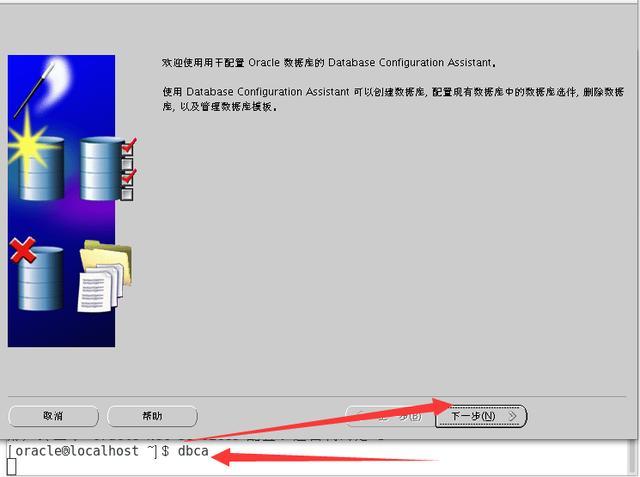 欢迎使用用于配置 Oracle 数据库的 Database Configuration Assistant。
使用 Database Configuration Assistant 可以创建数据库, 配置现有数据库中的数据库选件, 删除数据
库, 以及管理数据库模板。
取消
帮助
步(B)
下一步(N)
[oracle@localhost ~]$ dbca